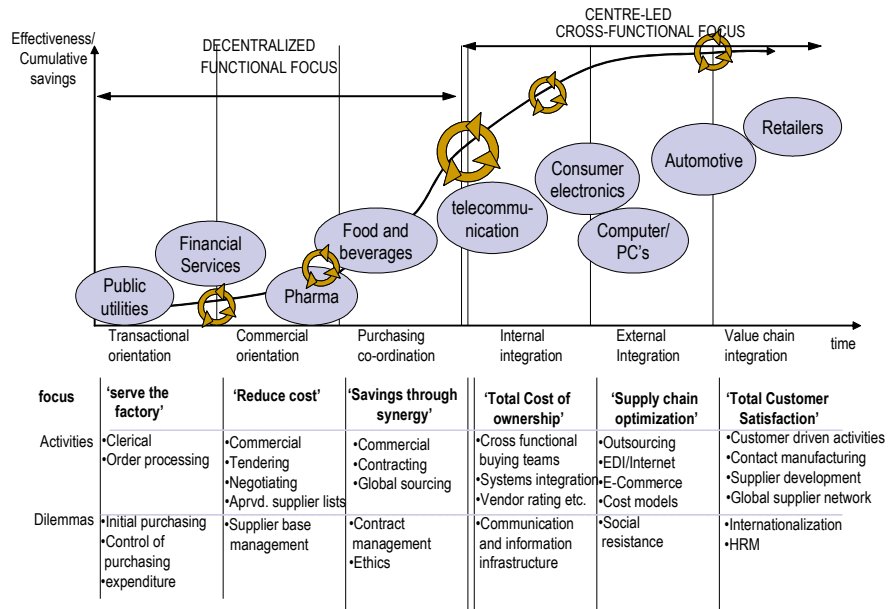 CENTRE-LED
CROSS-FUNCTIONAL FOCUS
Effectiveness/
Cumulative
savings
DECENTRALIZED
FUNCTIONAL FOCUS
Retailers
Automotive
Consumer
electronics
telecommu-
nication
Computer/
PC's
Food and
beverages
Financial
Services
Pharma
Public
utilities
Transactional
orientation
Commercial
orientation
Purchasing
co-ordination
Internal
integration
External
Integration
Value chain
integration
time
focus
‘serve the
factory’
‘Reduce cost’
‘Savings through
synergy’
‘Total Cost of
ownership’
‘Supply chain
optimization’
‘Total Customer
Satisfaction’
Activities
•Clerical
•Order processing
•Commercial
•Tendering
•Negotiating
•Aprvd. supplier lists
•Commercial
•Contracting
•Global sourcing
•Cross functional
buying teams
•Systems integration
•Vendor rating etc.
•Outsourcing
•EDI/Internet
•E-Commerce
•Cost models
•Customer driven activities
•Contact manufacturing
•Supplier development
•Global supplier network
Dilemmas
•Initial purchasing
•Control of
purchasing
•expenditure
•Supplier base
management
•Contract
management
•Ethics
•Communication
and information
infrastructure
•Social
resistance
•Internationalization
•HRM